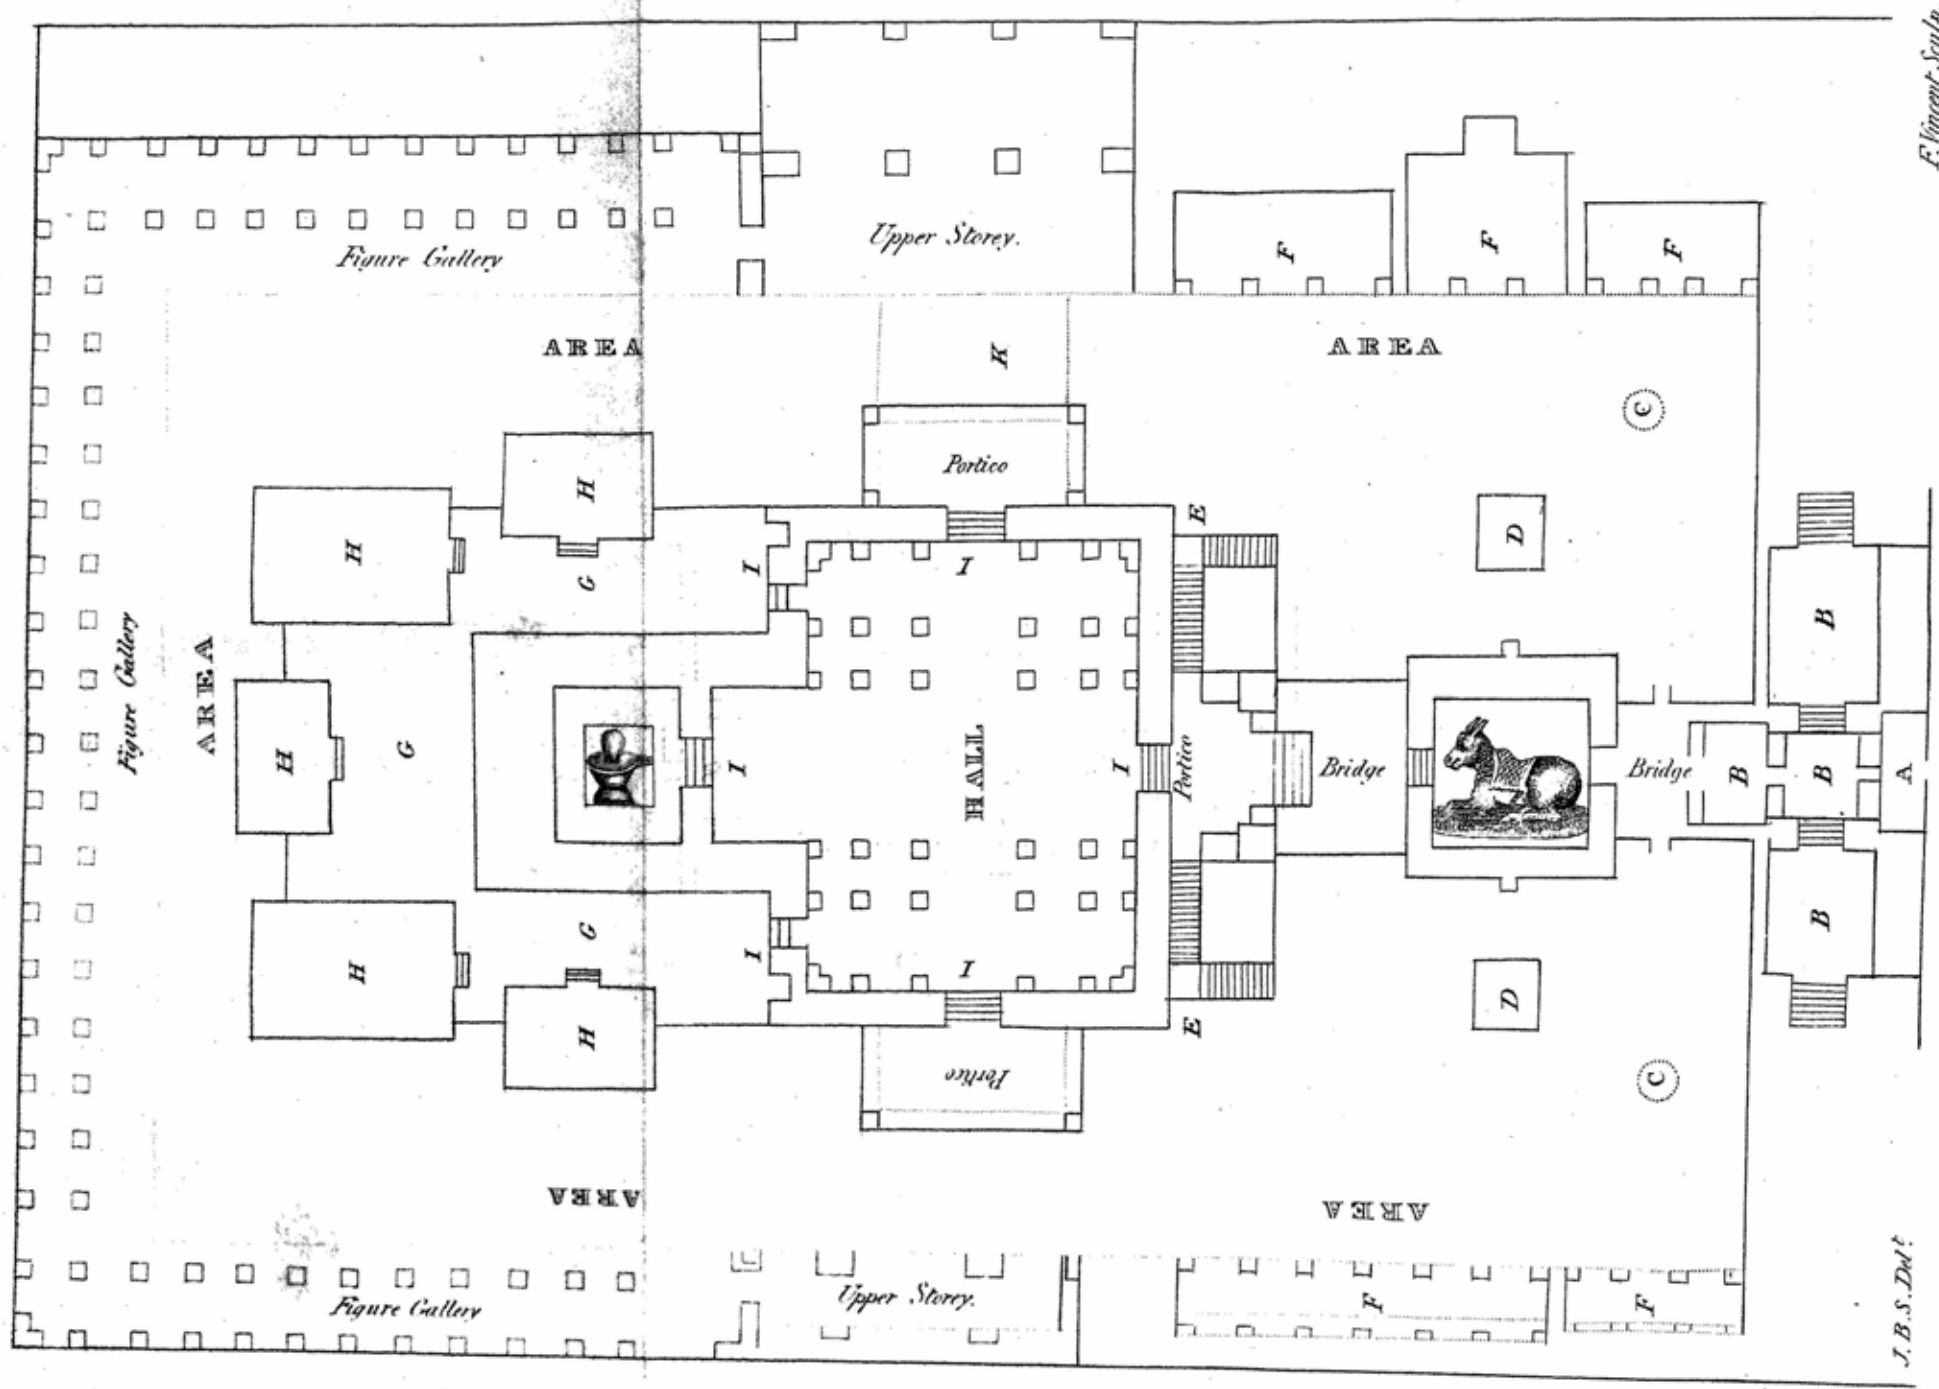 F. Vincent Sculp.
Upper Storey.
Figure Gallery
F
F
F
AREA
K
AREA
C
Portico
H
H
E
D
G
I
I
B
Figure Gallery
AREA
H
G
I
HALL
I
Portico
Bridge
Bridge
B
B
A
G
I
I
H
H
E
D
B
Portico
C
AREA
AREA
Figure Gallery
Upper Storey.
F
F
J. B. S. Delt.